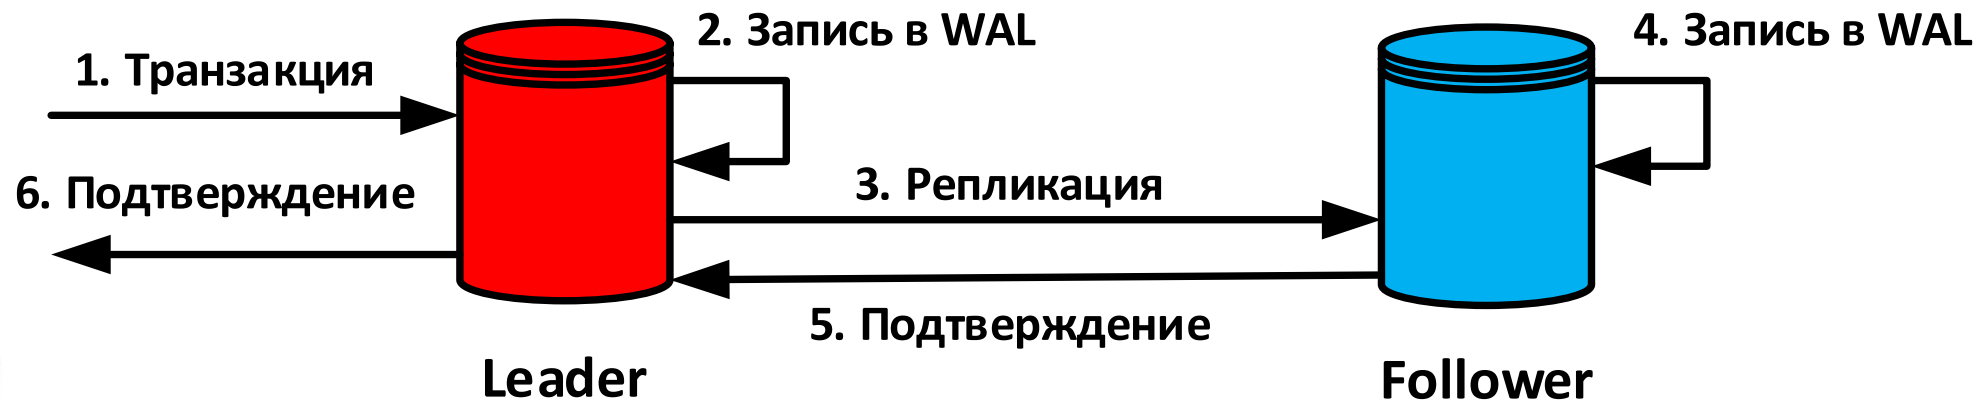 1. Транзакция
2. Запись в WAL
4. Запись в WAL
6. Подтверждение
3. Репликация
5. Подтверждение
Leader
Follower